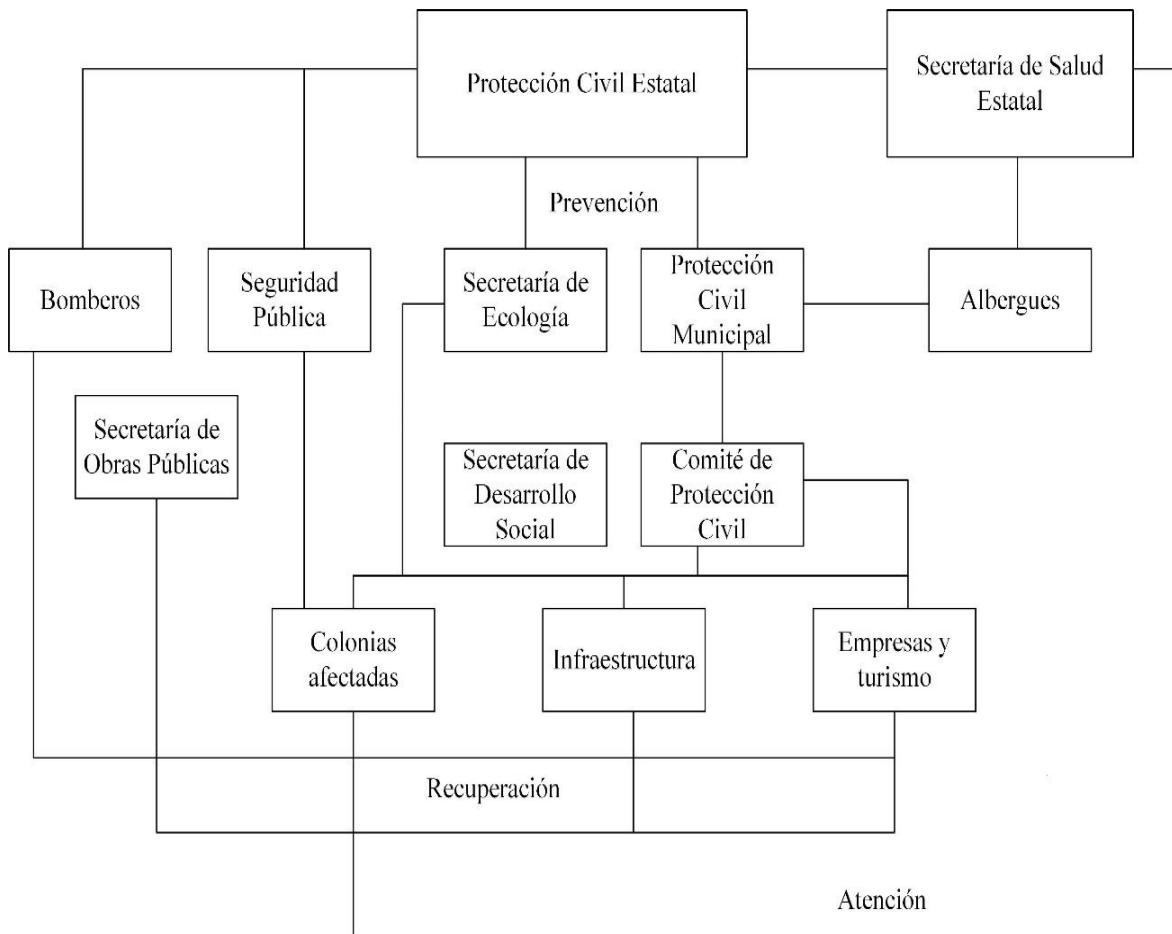 Protección Civil Estatal
Secretaría de Salud
Estatal
Prevención
Bomberos
Seguridad
Pública
Secretaría de
Ecología
Protección
Civil
Municipal
Albergues
Secretaría de
Obras Públicas
Secretaría de
Desarrollo
Social
Comité de
Protección
Civil
Colonias
afectadas
Infraestructura
Empresas y
turismo
Recuperación
Atención